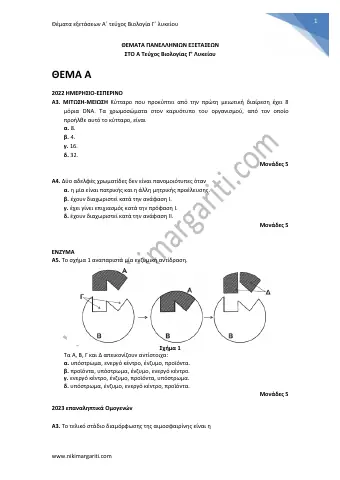 Θέματα εξετάσεων Α΄ τεύχος Βιολογία Γ΄ λυκείου
1
ΘΕΜΑΤΑ ΠΑΝΕΛΛΗΝΙΩΝ ΕΞΕΤΑΣΕΩΝ
ΣΤΟ Α Τεύχος Βιολογίας Γ' Λυκείου
ΘΕΜΑ Α
2022 ΗΜΕΡΗΣΙΟ-ΕΣΠΕΡΙΝΟ
Α3. ΜΙΤΩΣΗ-ΜΕΙΩΣΗ Κύτταρο που προκύπτει από την πρώτη μειωτική διαίρεση έχει 8
μόρια DNA. Τα χρωμοσώματα στον καρυότυπο του οργανισμού, από τον οποίο
προήλθε αυτό το κύτταρο, είναι
α. 8.
β. 4.
γ. 16.
δ. 32.
Μονάδες 5
Α4. Δύο αδελφές χρωματίδες δεν είναι πανομοιότυπες όταν
α. η μία είναι πατρικής και η άλλη μητρικής προέλευσης.
β. έχουν διαχωριστεί κατά την ανάφαση Ι.
γ. έχει γίνει επιχιασμός κατά την πρόφαση Ι.
δ. έχουν διαχωριστεί κατά την ανάφαση ΙΙ.
Μονάδες 5
ΕΝΖΥΜΑ
Α5. Το σχήμα 1 αναπαριστά μία ενζυμική αντίδραση.
Α
Α
Γ
Δ
Β
Β
Β
Σχήμα 1
Τα Α, Β, Γ και Δ απεικονίζουν αντίστοιχα:
α. υπόστρωμα, ενεργό κέντρο, ένζυμο, προϊόντα.
β. προϊόντα, υπόστρωμα, ένζυμο, ενεργό κέντρο.
γ. ενεργό κέντρο, ένζυμο, προϊόντα, υπόστρωμα.
δ. υπόστρωμα, ένζυμο, ενεργό κέντρο, προϊόντα.
Μονάδες 5
2023 επαναληπτικά Ομογενών
Α3. Το τελικό στάδιο διαμόρφωσης της αιμοσφαιρίνης είναι η
www.nikimargariti.com